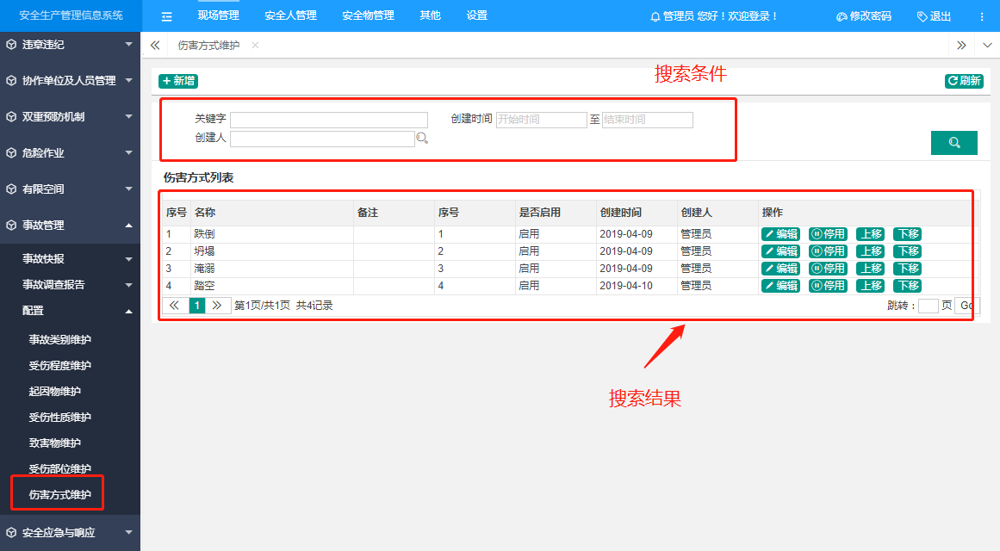 安全生产管理信息系统 现场管理 安全人管理 安全物管理 其他 设置 管理员 您好！欢迎登录！ 修改密码 退出
违章违纪
协作单位及人员管理
双重预防机制
危险作业
有限空间
事故管理
事故快报
事故调查报告
配置
事故类别维护
受伤程度维护
起因物维护
受伤性质维护
致害物维护
受伤部位维护
伤害方式维护
安全应急与响应
伤害方式维护
新增 搜索条件 刷新
关键字 创建时间 开始时间 至 结束时间
创建人
伤害方式列表
序号 名称 备注 序号 是否启用 创建时间 创建人 操作
1 跌倒 1 启用 2019-04-09 管理员 编辑 停用 上移 下移
2 坍塌 2 启用 2019-04-09 管理员 编辑 停用 上移 下移
3 淹溺 3 启用 2019-04-09 管理员 编辑 停用 上移 下移
4 踏空 4 启用 2019-04-10 管理员 编辑 停用 上移 下移
1 第1页/共1页 共4记录 跳转： 页 Go
搜索结果